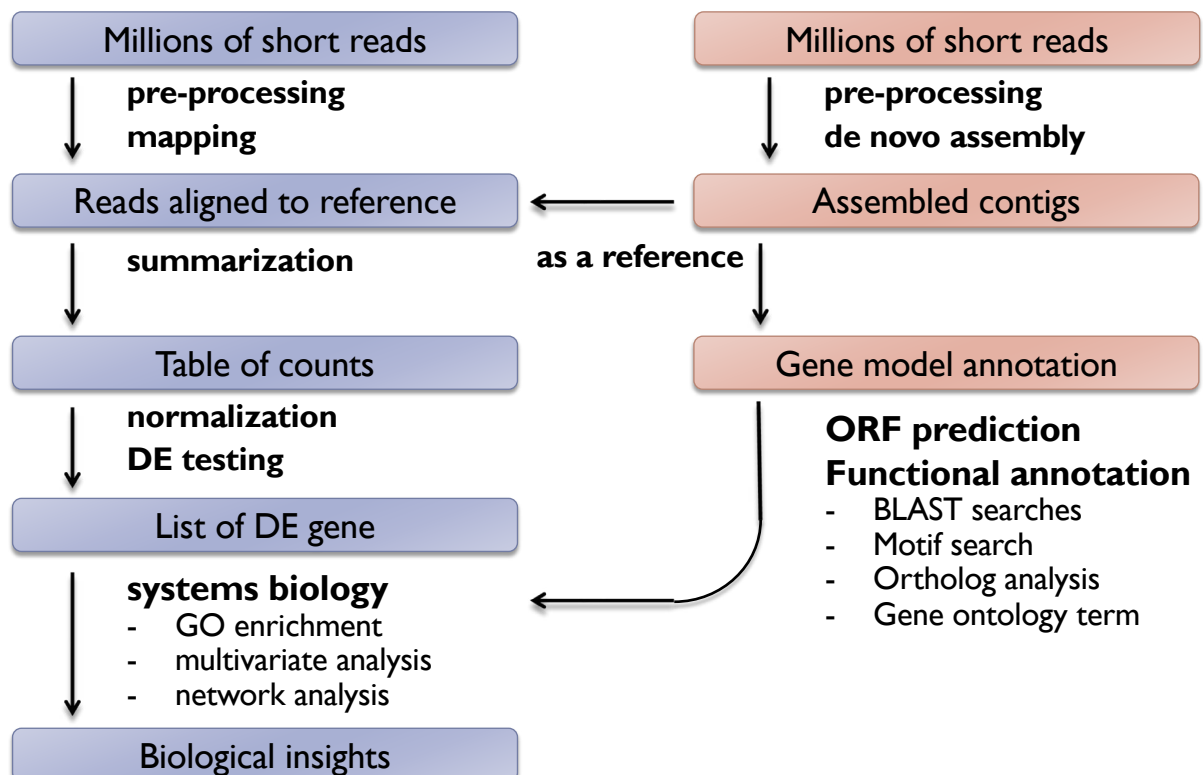 Millions of short reads
pre-processing
mapping
Reads aligned to reference
summarization
Table of counts
normalization
DE testing
List of DE gene
systems biology
- GO enrichment
- multivariate analysis
- network analysis
Biological insights
Millions of short reads
pre-processing
de novo assembly
Assembled contigs
as a reference
Gene model annotation
ORF prediction
Functional annotation
- BLAST searches
- Motif search
- Ortholog analysis
- Gene ontology term